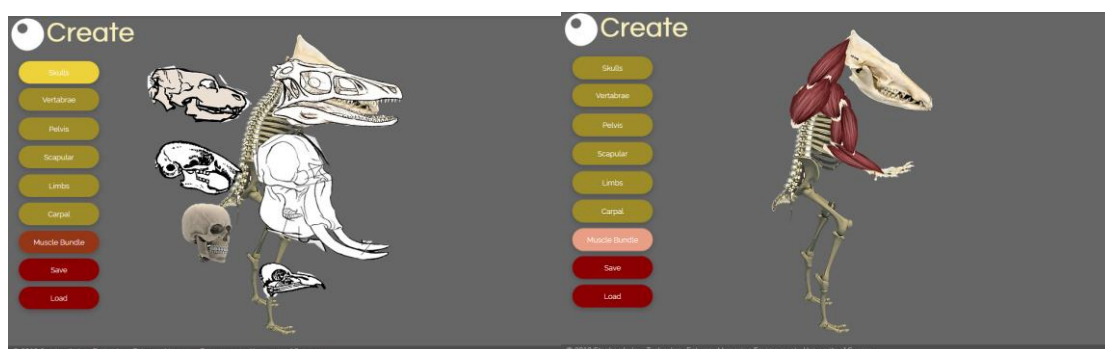 Create
Skulls
Vertabrae
Pelvis
Scapular
Limbs
Carpal
Muscle Bundle
Save
Load
Create
Skulls
Vertabrae
Pelvis
Scapular
Limbs
Carpal
Muscle Bundle
Save
Load